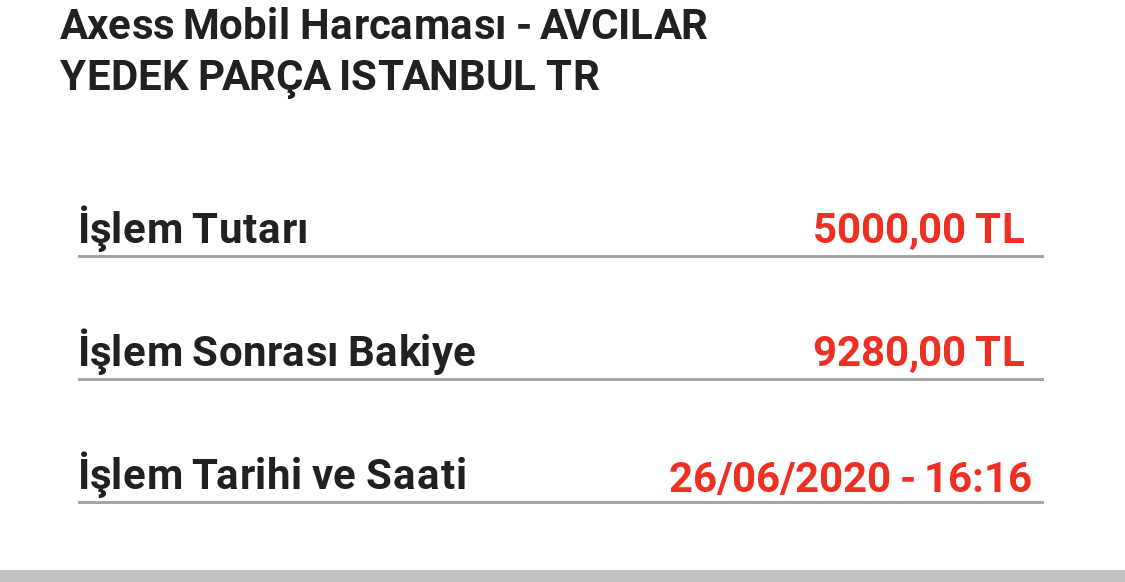 Axess Mobil Harcaması - AVCILAR
YEDEK PARÇA ISTANBUL TR
İşlem Tutarı 5000,00 TL
İşlem Sonrası Bakiye 9280,00 TL
İşlem Tarihi ve Saati 26/06/2020 - 16:16